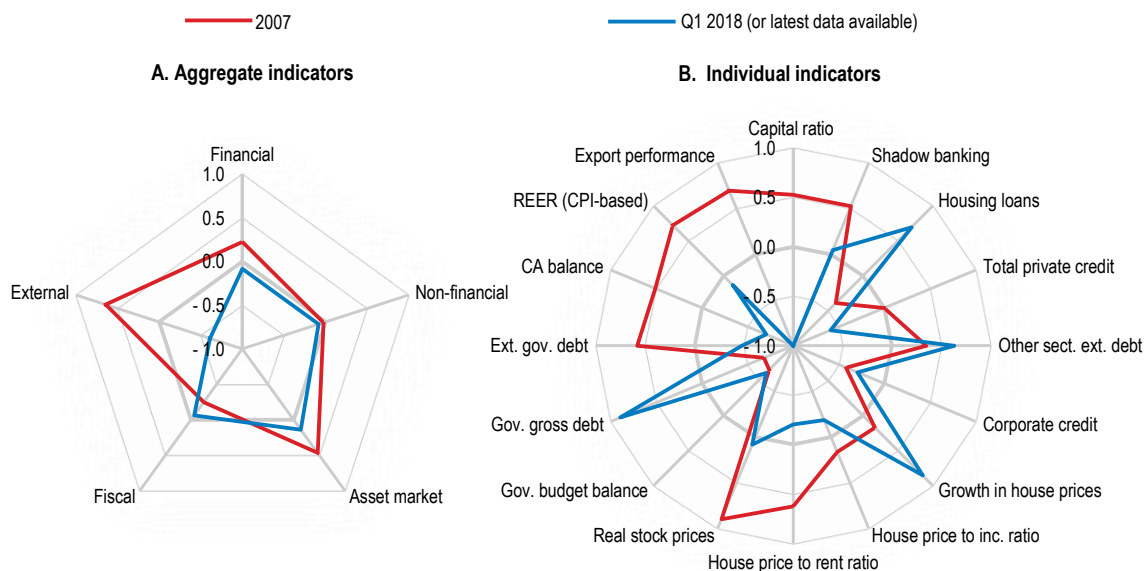 2007
Q1 2018 (or latest data available)
A. Aggregate indicators
B. Individual indicators
Financial
1.0
0.5
0.0
- 0.5
- 1.0
External
Non-financial
Fiscal
Asset market
Capital ratio
1.0
0.5
0.0
- 0.5
- 1.0
Export performance
Shadow banking
REER (CPI-based)
Housing loans
CA balance
Total private credit
Ext. gov. debt
Other sect. ext. debt
Gov. gross debt
Corporate credit
Gov. budget balance
Growth in house prices
Real stock prices
House price to inc. ratio
House price to rent ratio